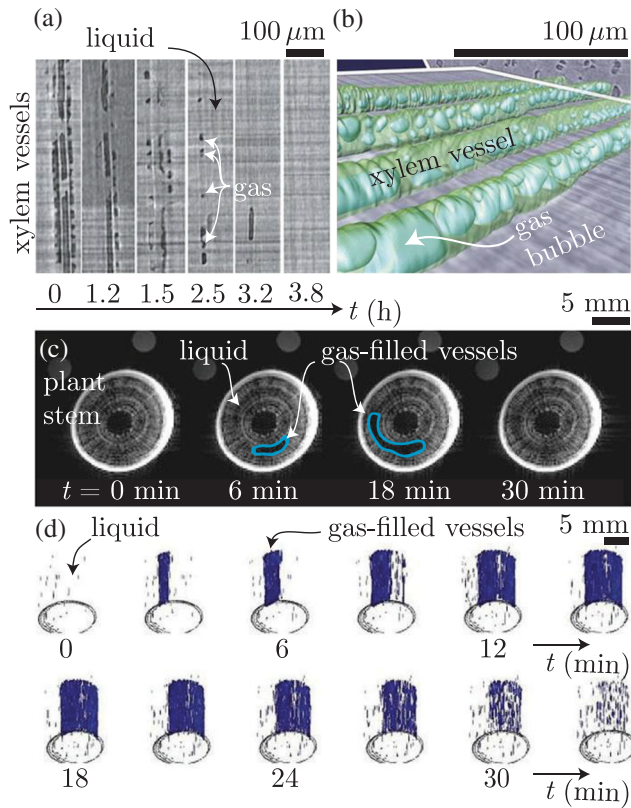 (a)
liquid
100 μm
xylem vessels
gas
0 1.2 1.5 2.5 3.2 3.8
t (h)
(b)
100 μm
xylem vessel
gas bubble
5 mm
(c)
liquid
gas-filled vessels
plant
stem
t = 0 min
6 min
18 min
30 min
(d)
liquid
gas-filled vessels
5 mm
0
6
12
t (min)
18
24
30
t (min)